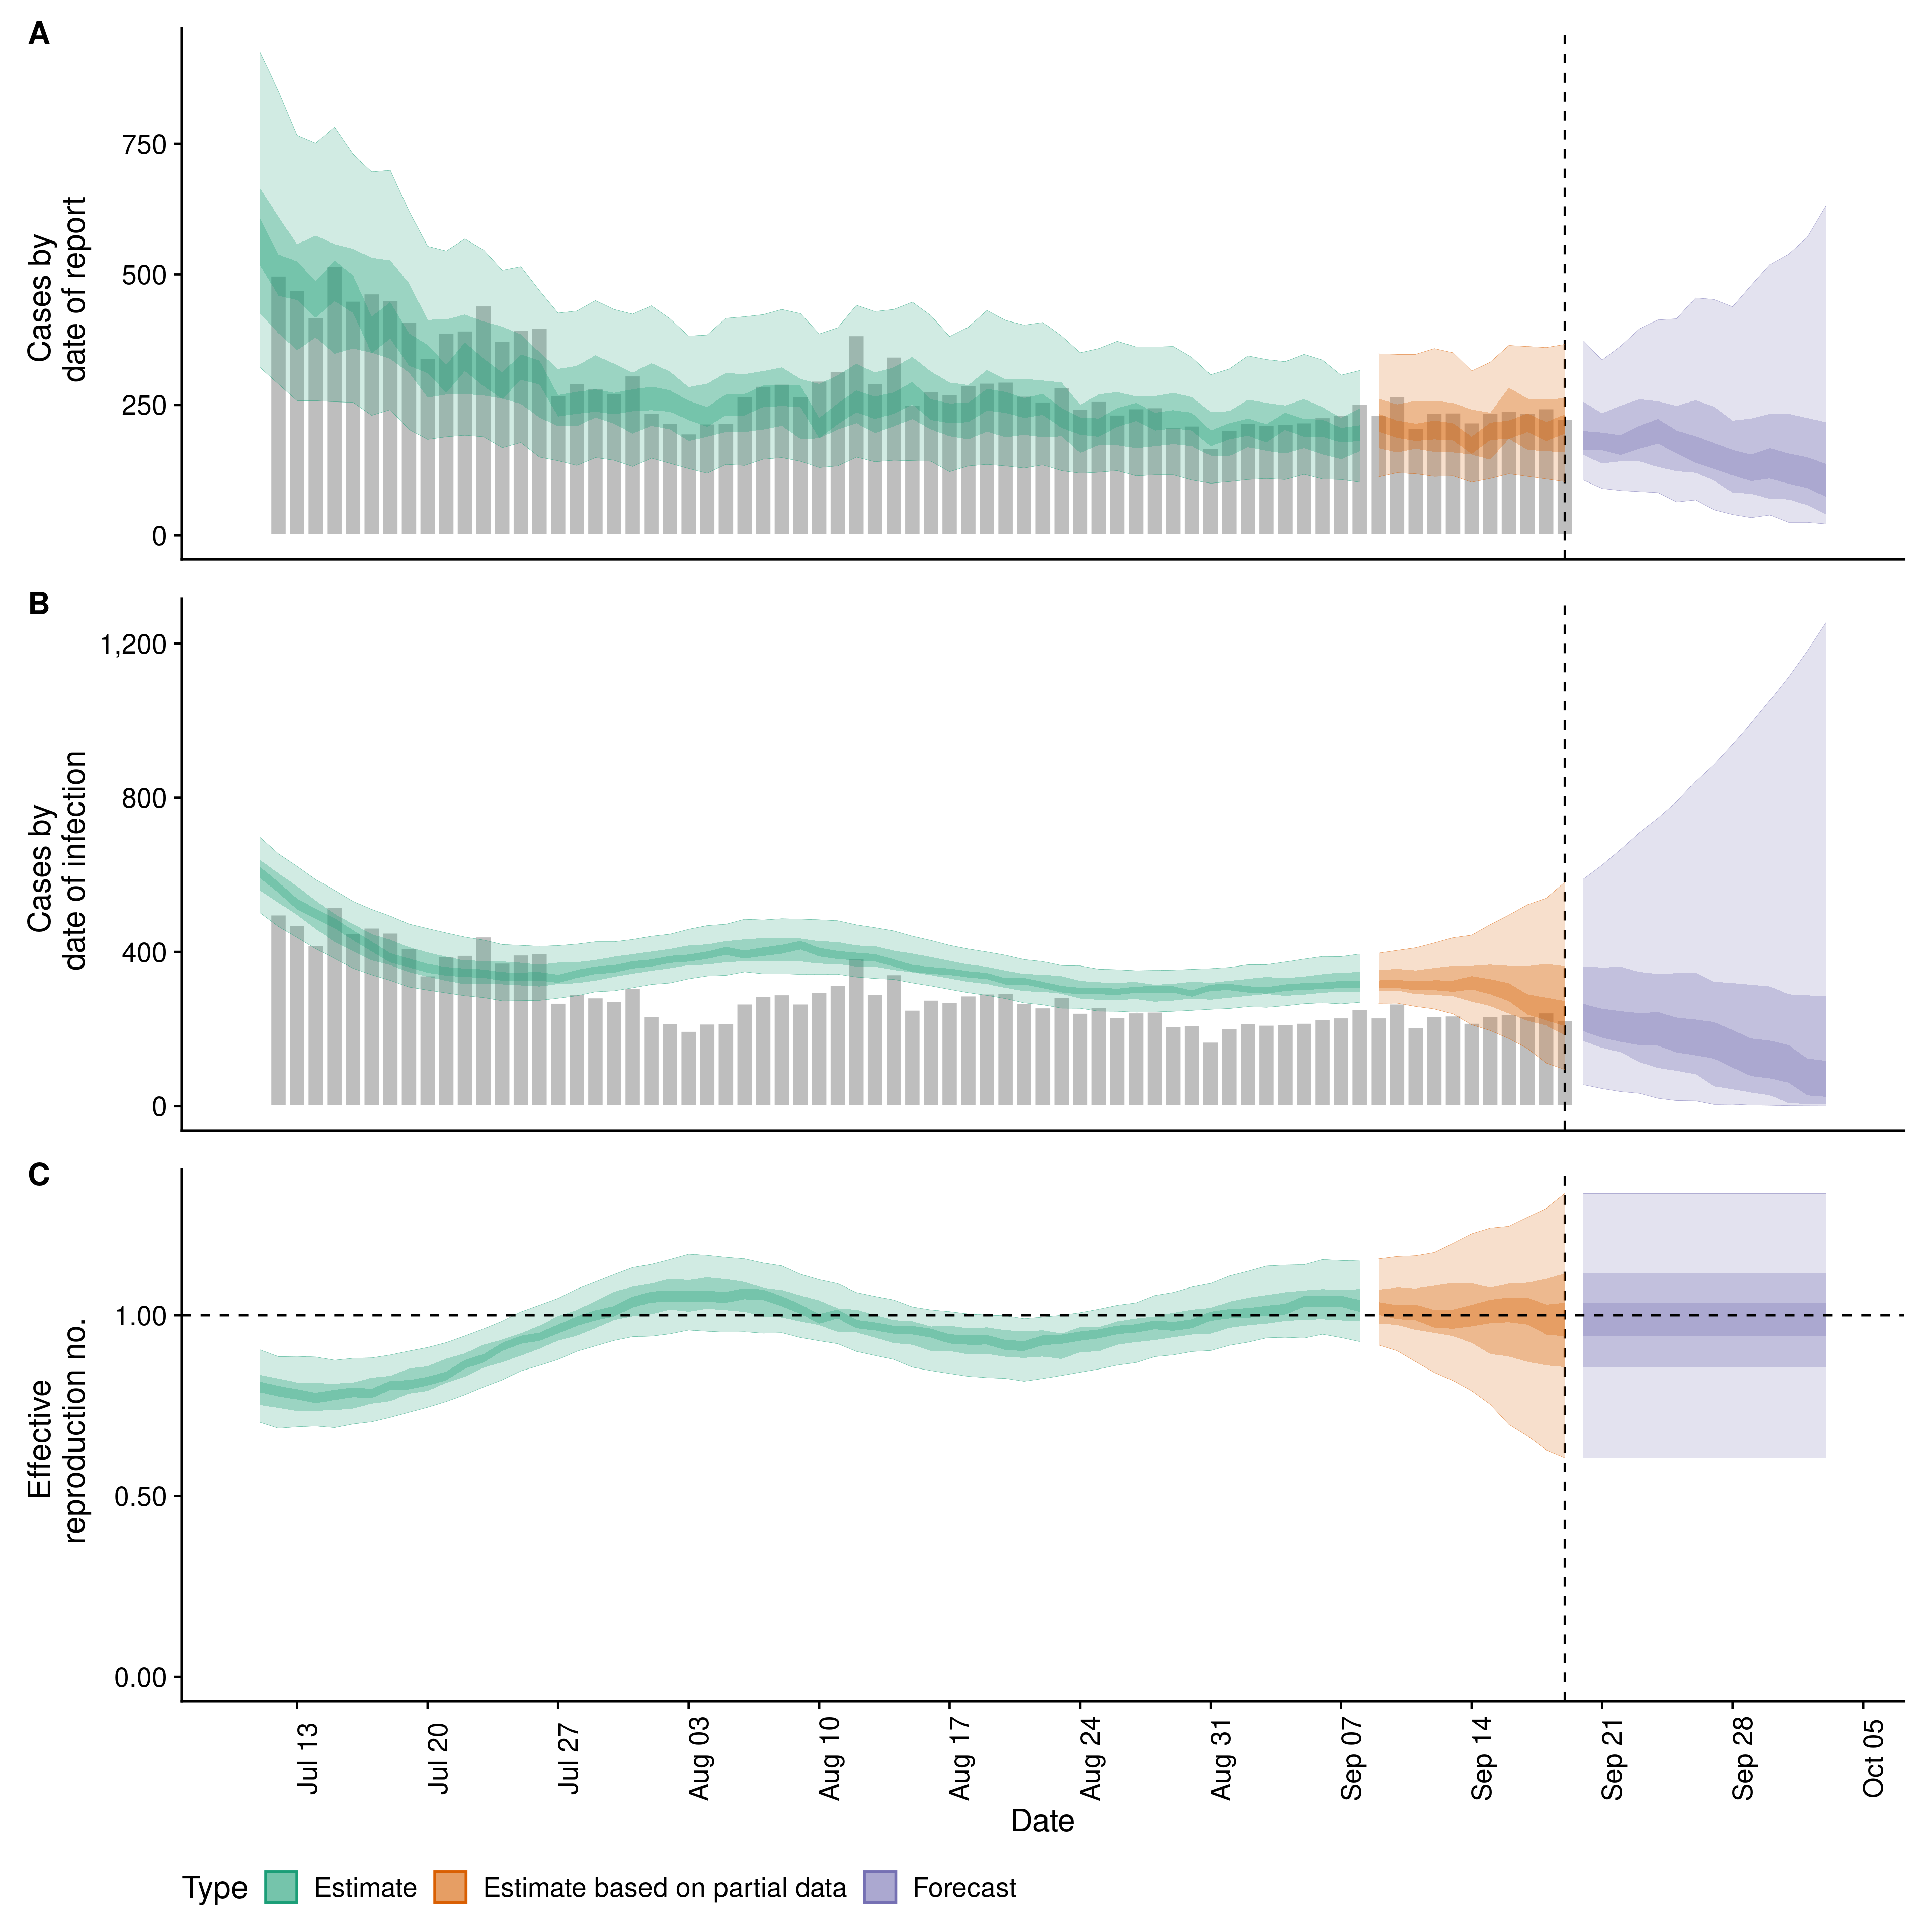 A
Cases by
date of report
750
500
250
0
B
Cases by
date of infection
1,200
800
400
0
C
Effective
reproduction no.
1.00
0.50
0.00
Jul 13
Jul 20
Jul 27
Aug 03
Aug 10
Aug 17
Aug 24
Aug 31
Sep 07
Sep 14
Sep 21
Sep 28
Oct 05
Date
Type Estimate Estimate based on partial data Forecast